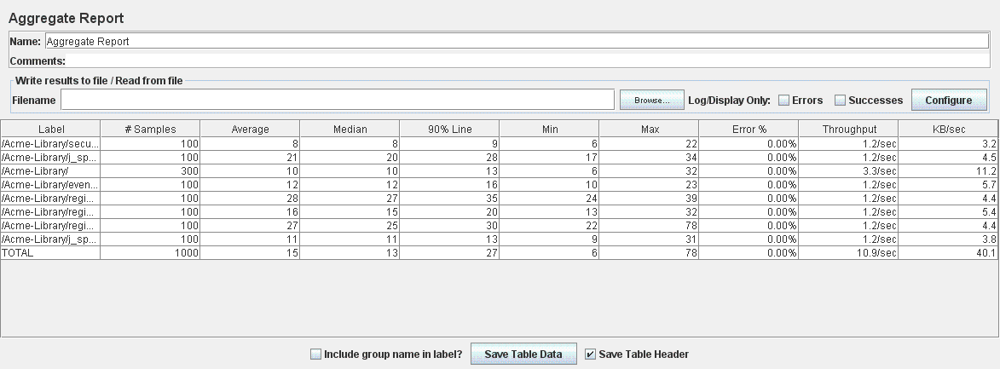 Aggregate Report
Name: Aggregate Report
Comments:
Write results to file / Read from file
Filename Browse... Log/Display Only: Errors Successes Configure
Label # Samples Average Median 90% Line Min Max Error % Throughput KB/sec
/Acme-Library/secu... 100 8 8 9 6 22 0.00% 1.2/sec 3.2
/Acme-Library/j_sp... 100 21 20 28 17 34 0.00% 1.2/sec 4.5
/Acme-Library/ 300 10 10 13 6 32 0.00% 3.3/sec 11.2
/Acme-Library/even... 100 12 12 16 10 23 0.00% 1.2/sec 5.7
/Acme-Library/regi... 100 28 27 35 24 39 0.00% 1.2/sec 4.4
/Acme-Library/regi... 100 16 15 20 13 32 0.00% 1.2/sec 5.4
/Acme-Library/regi... 100 27 25 30 22 78 0.00% 1.2/sec 4.4
/Acme-Library/j_sp... 100 11 11 13 9 31 0.00% 1.2/sec 3.8
TOTAL 1000 15 13 27 6 78 0.00% 10.9/sec 40.1
Include group name in label? Save Table Data Save Table Header